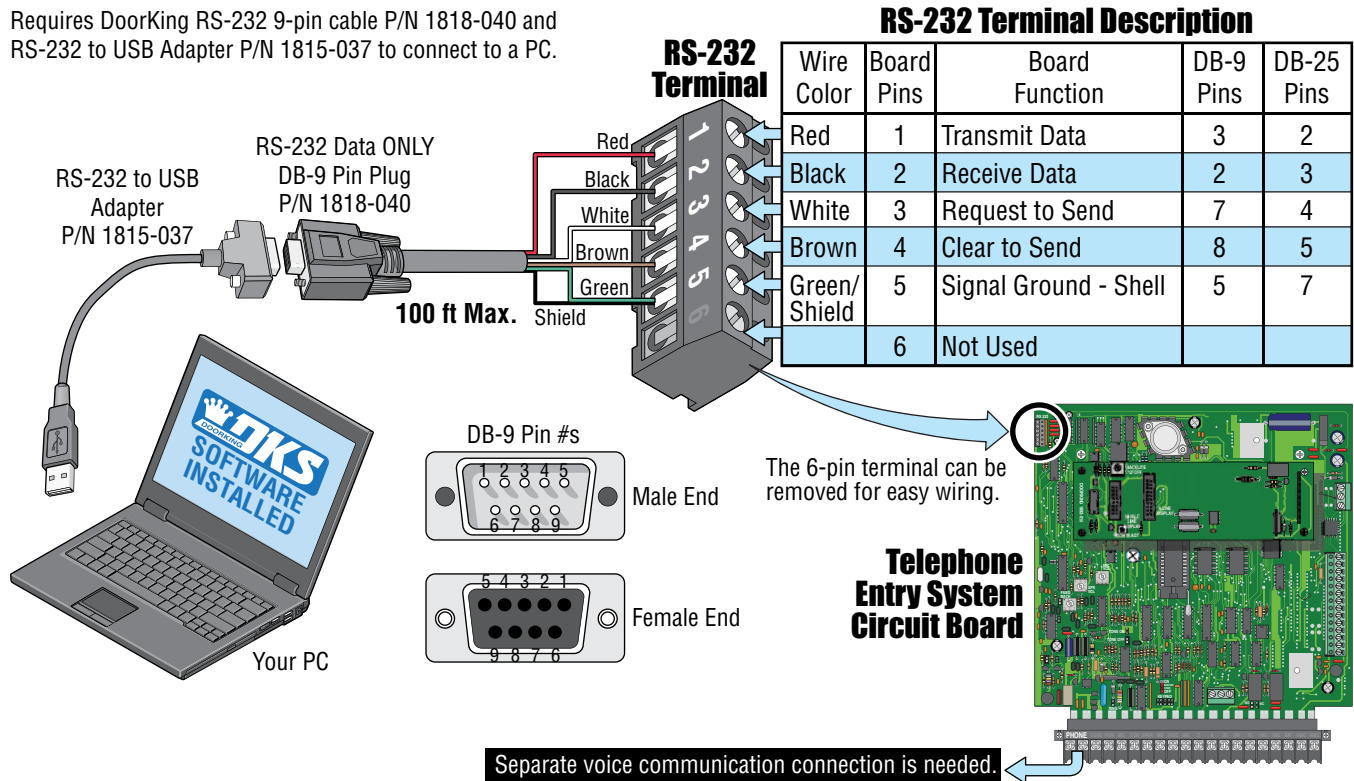 Requires DoorKing RS-232 9-pin cable P/N 1818-040 and
RS-232 to USB Adapter P/N 1815-037 to connect to a PC.
RS-232 Terminal Description
RS-232
Terminal
Wire Color | Board Pins | Board Function | DB-9 Pins | DB-25 Pins
Red | 1 | Transmit Data | 3 | 2
Black | 2 | Receive Data | 2 | 3
White | 3 | Request to Send | 7 | 4
Brown | 4 | Clear to Send | 8 | 5
Green/Shield | 5 | Signal Ground - Shell | 5 | 7
6 | Not Used
RS-232 to USB
Adapter
P/N 1815-037
RS-232 Data ONLY
DB-9 Pin Plug
P/N 1818-040
Red
Black
White
Brown
Green
Shield
100 ft Max.
1
2
3
4
5
6
DKS
DOORKING
SOFTWARE
INSTALLED
Your PC
DB-9 Pin #s
1 2 3 4 5
6 7 8 9
Male End
5 4 3 2 1
9 8 7 6
Female End
The 6-pin terminal can be
removed for easy wiring.
RS 232
Telephone
Entry System
Circuit Board
PHONE
Separate voice communication connection is needed.